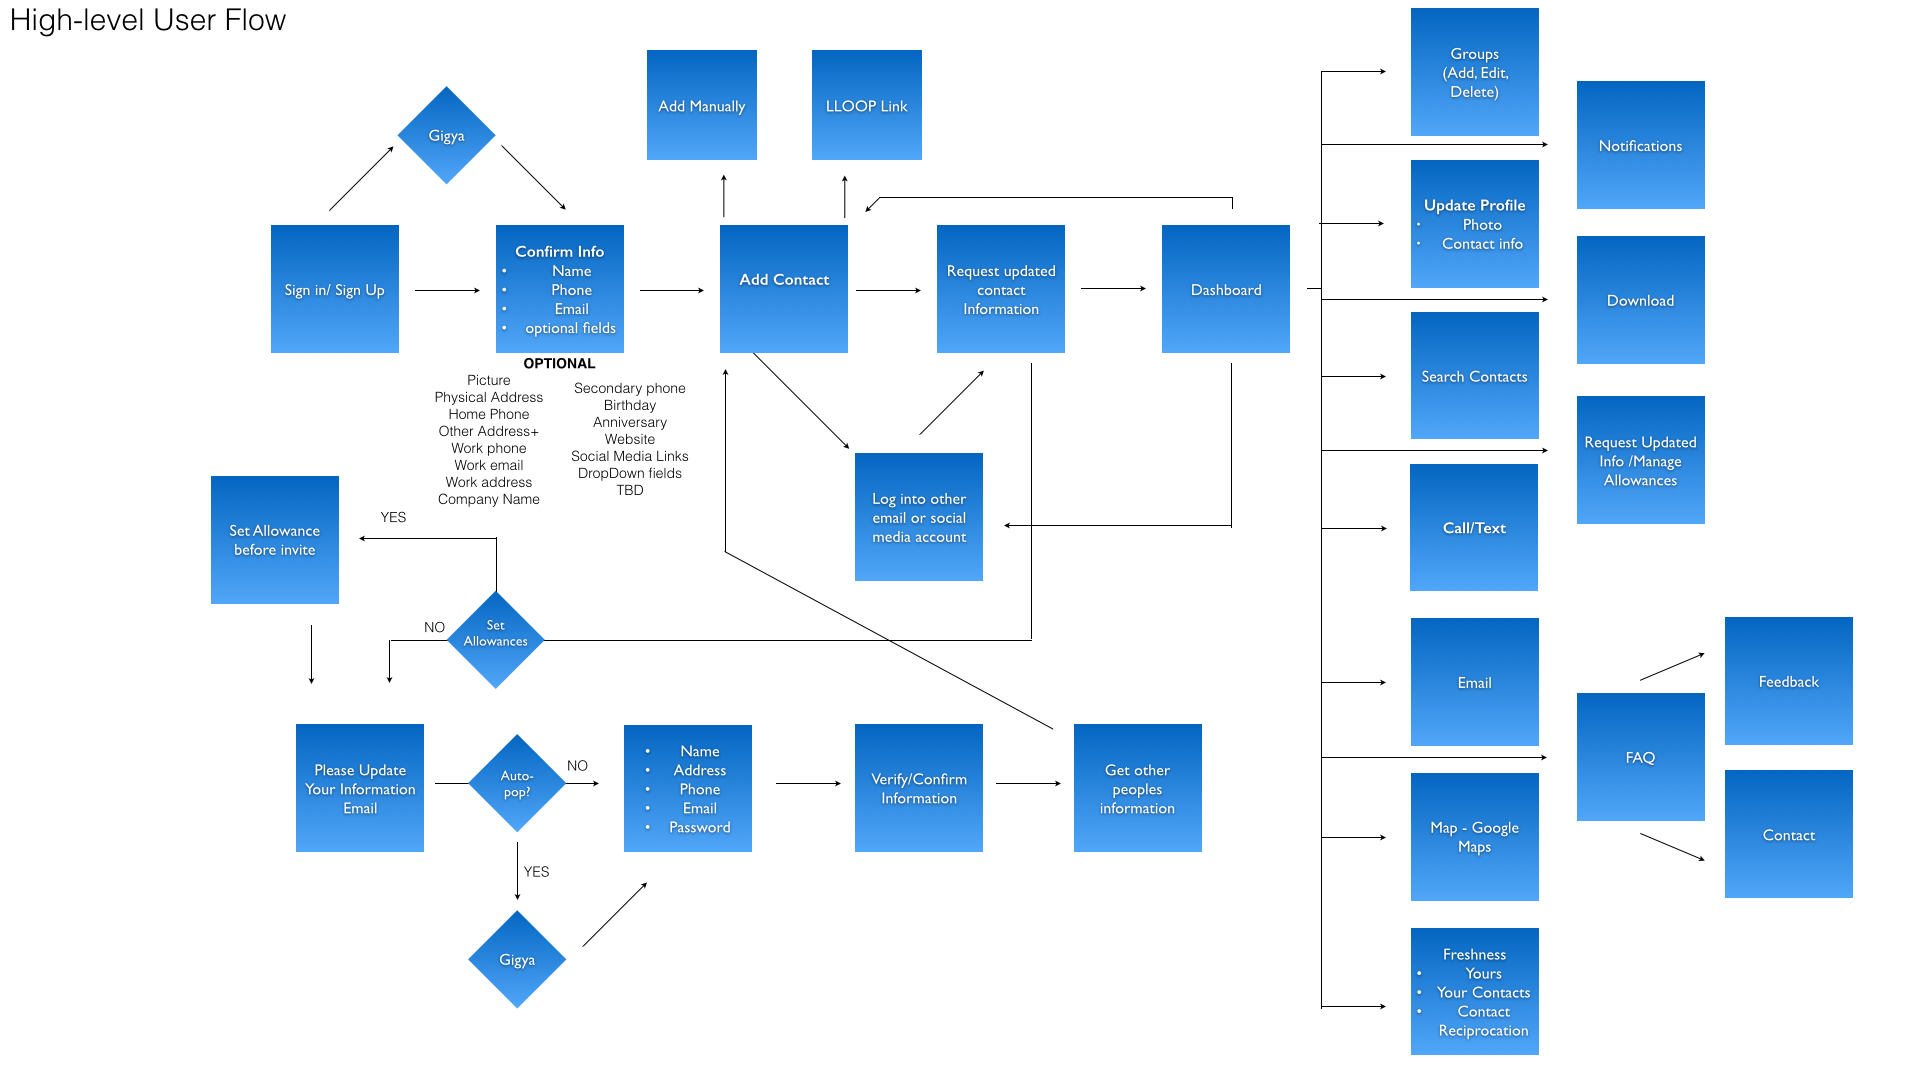 High-level User Flow
Gigya
Add Manually
LLOOP Link
Sign in/ Sign Up
Confirm Info
• Name
• Phone
• Email
• optional fields
Add Contact
Request updated
contact
Information
Dashboard
OPTIONAL
Picture
Physical Address
Home Phone
Other Address+
Work phone
Work email
Work address
Company Name
Secondary phone
Birthday
Anniversary
Website
Social Media Links
DropDown fields
TBD
Log into other
email or social
media account
Set Allowance
before invite
YES
NO
Set
Allowances
Please Update
Your Information
Email
Auto-
pop?
NO
YES
Gigya
• Name
• Address
• Phone
• Email
• Password
Verify/Confirm
Information
Get other
peoples
information
Groups
(Add, Edit,
Delete)
Notifications
Update Profile
• Photo
• Contact info
Download
Search Contacts
Request Updated
Info /Manage
Allowances
Call/Text
Email
FAQ
Feedback
Contact
Map - Google
Maps
Freshness
• Yours
• Your Contacts
• Contact
Reciprocation